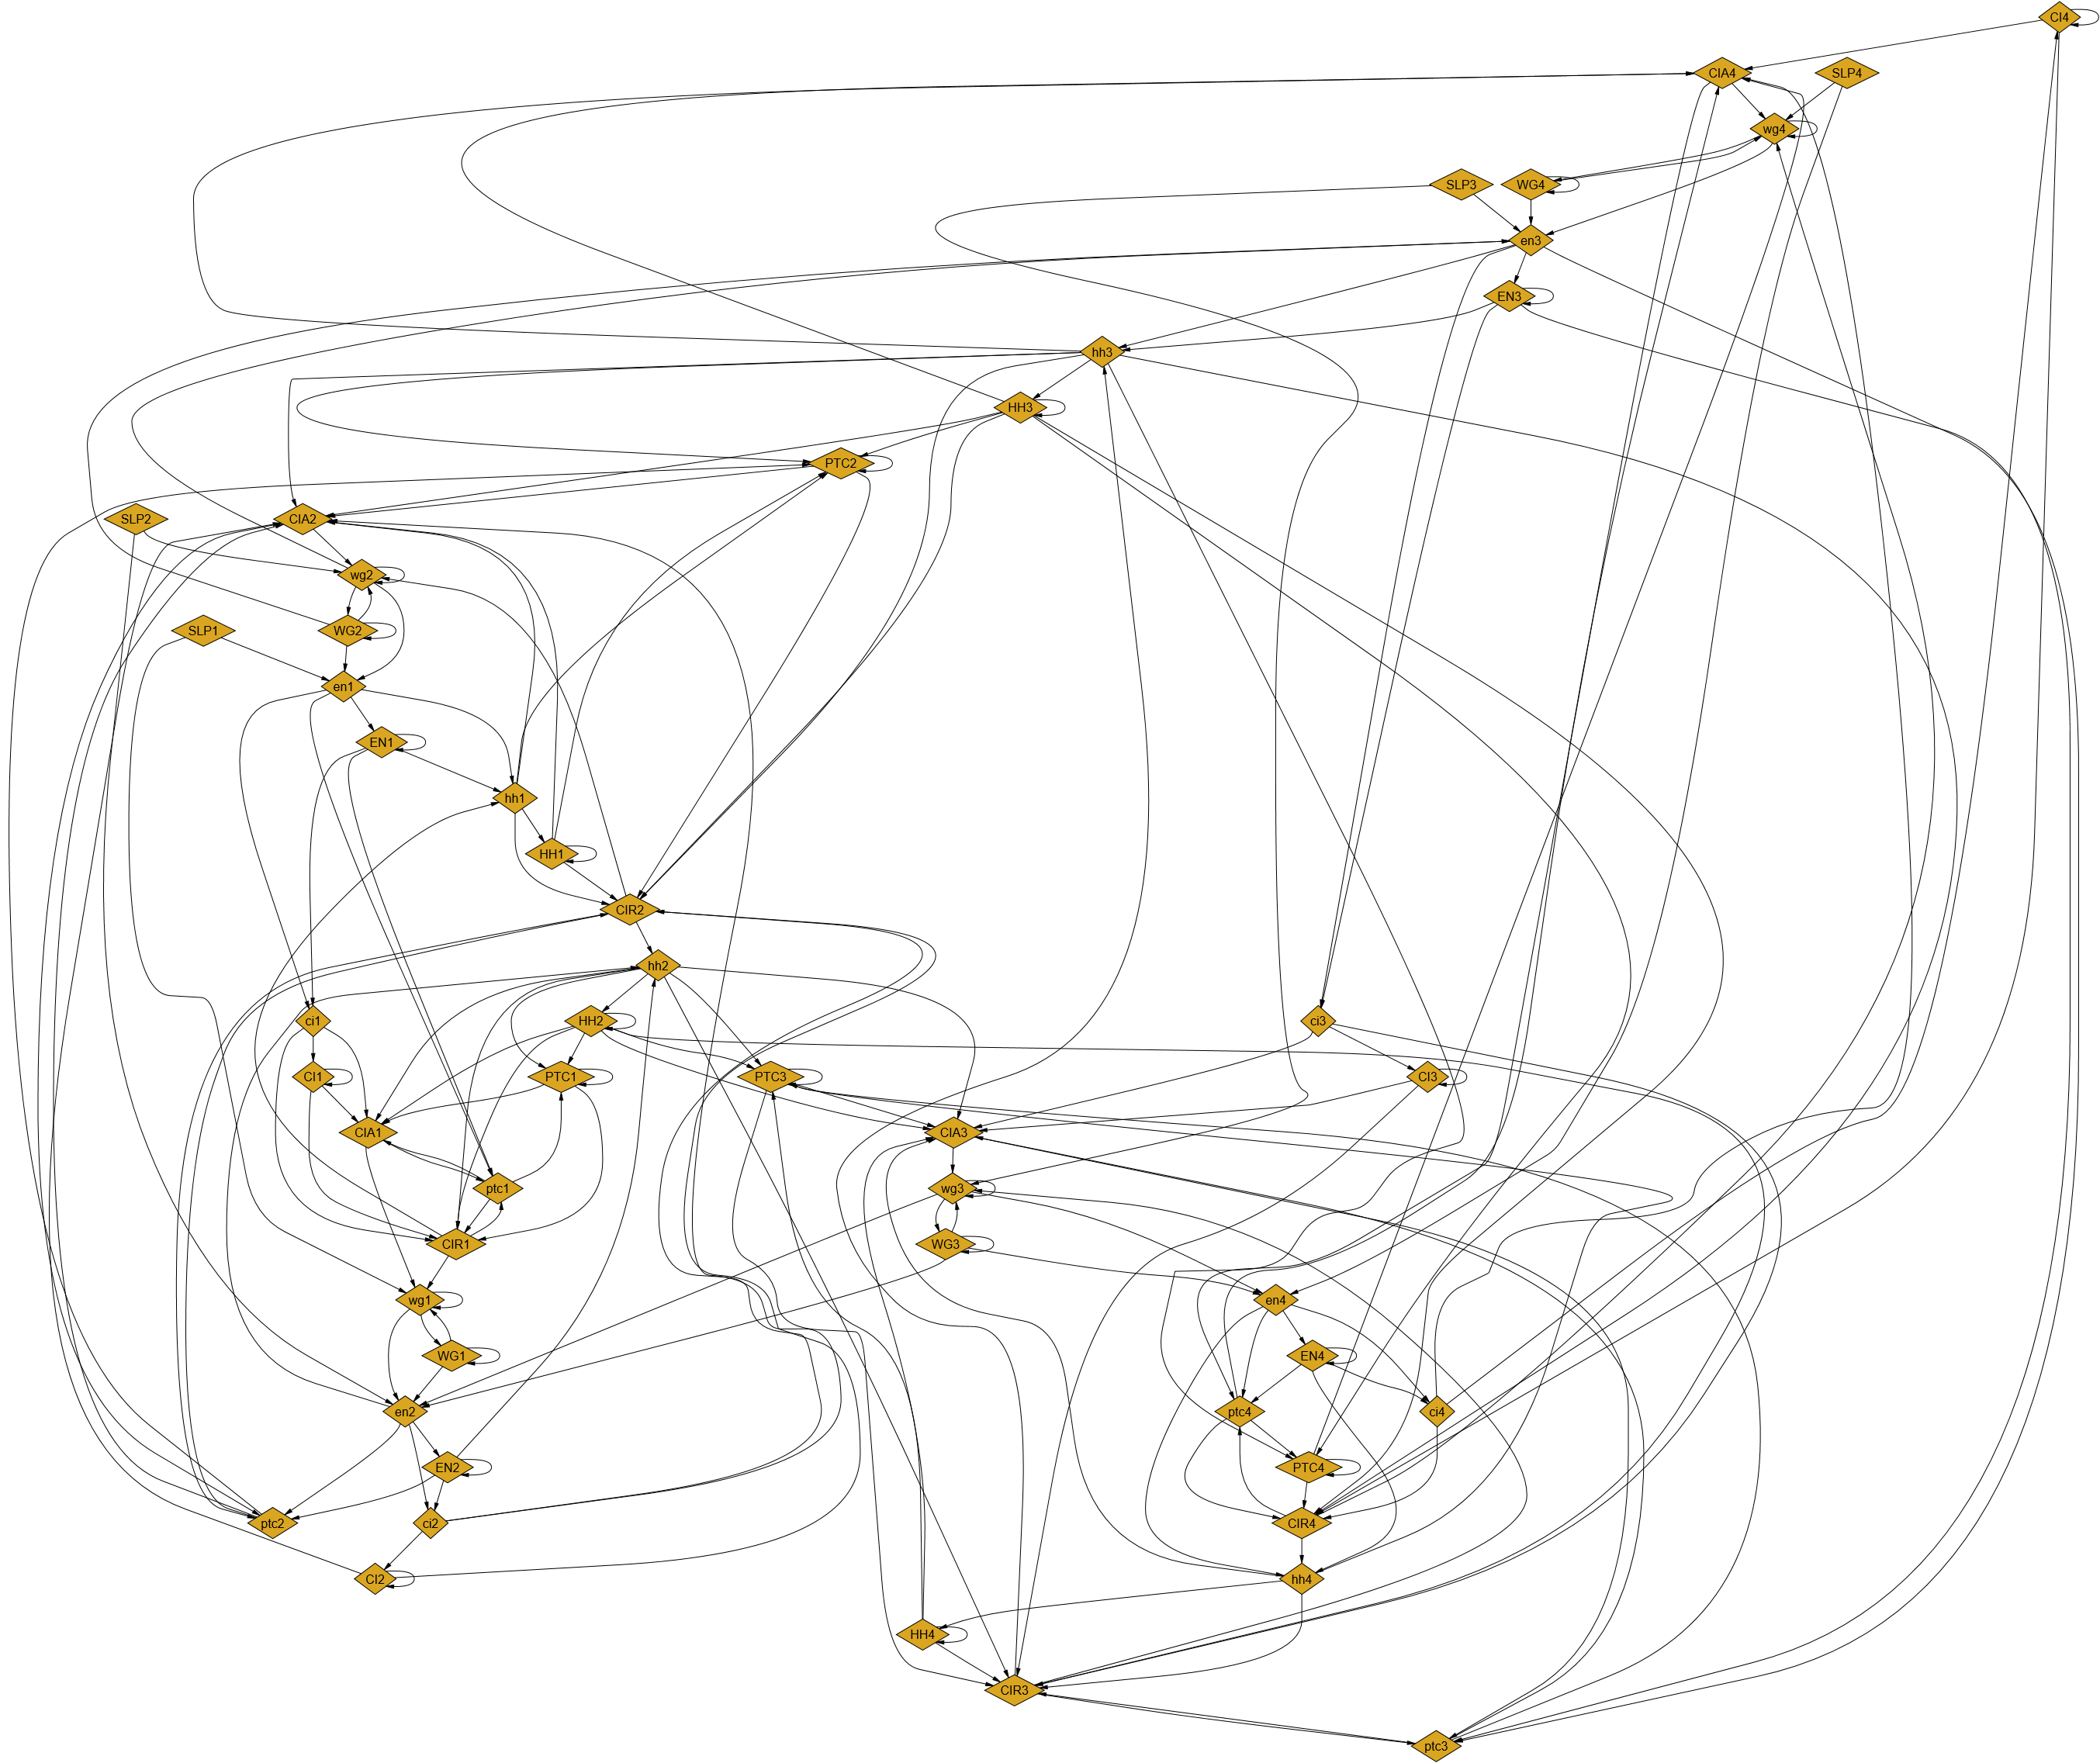 CI4
CIA4
SLP4
wg4
SLP3
WG4
en3
EN3
hh3
HH3
PTC2
SLP2
CIA2
wg2
SLP1
WG2
en1
EN1
hh1
HH1
CIR2
hh2
ci1
HH2
ci3
CI1
PTC1
PTC3
CI3
CIA1
CIA3
ptc1
wg3
CIR1
WG3
wg1
en4
WG1
EN4
en2
ptc4
ci4
EN2
PTC4
ptc2
ci2
CIR4
CI2
hh4
HH4
CIR3
ptc3